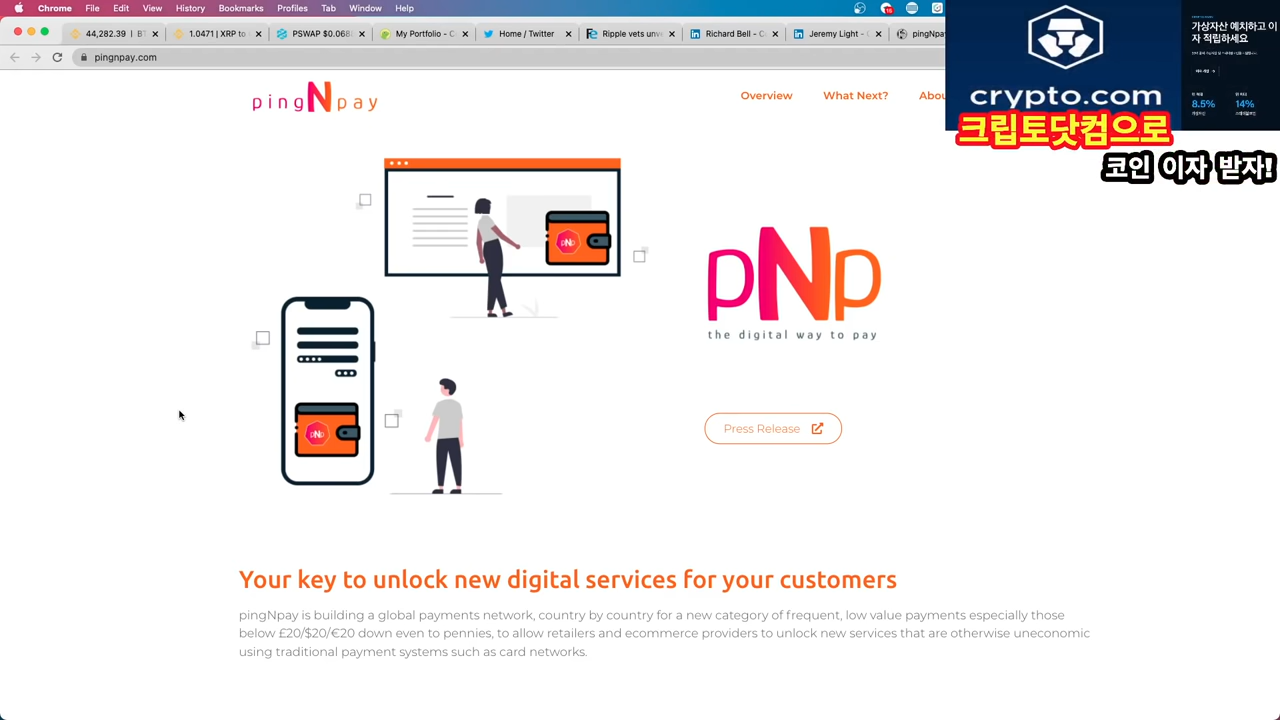 Chrome File Edit View History Bookmarks Profiles Tab Window Help
44,282.39 | BT
1.0471 | XRP to
PSWAP $0.066
My Portfolio - C
Home / Twitter
Ripple vets unv
Richard Bell -
Jeremy Light -
pingNpay
pingnpay.com
pingNpay
Overview What Next? Abou
pNp
the digital way to pay
Press Release
Your key to unlock new digital services for your customers
pingNpay is building a global payments network, country by country for a new category of frequent, low value payments especially those
below £20/$20/€20 down even to pennies, to allow retailers and ecommerce providers to unlock new services that are otherwise uneconomic
using traditional payment systems such as card networks.
crypto.com
가상자산 예치하고 이
자 적립하세요
8.5% 14%
크립토닷컴으로
코인 이자 받자!